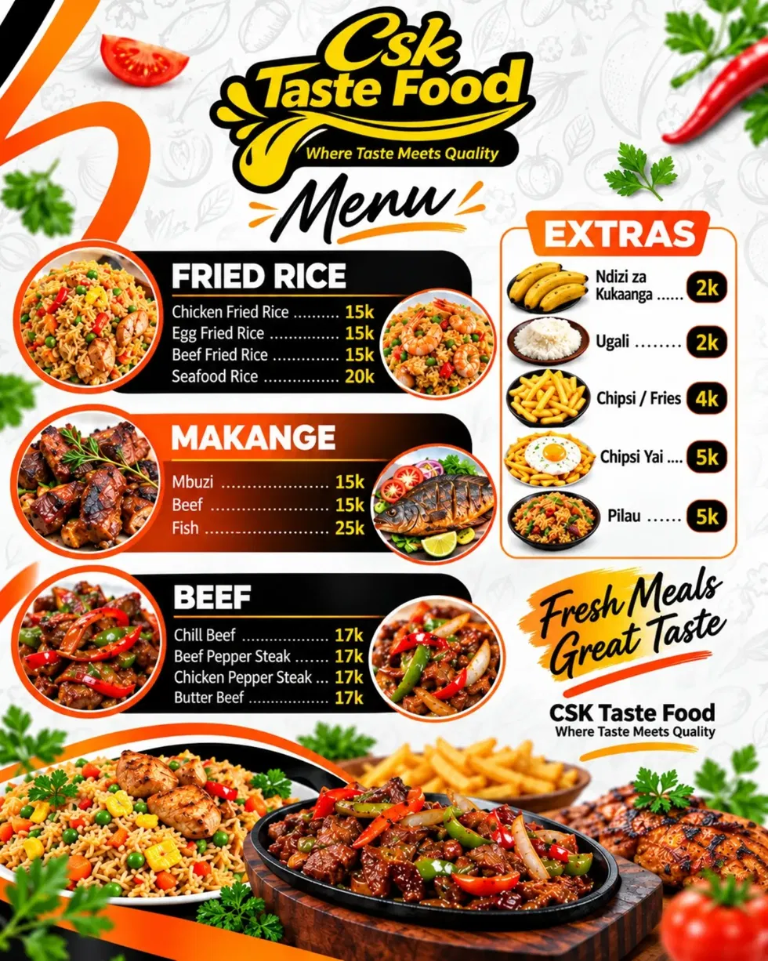 Csk
Taste Food
Where Taste Meets Quality
Menu
FRIED RICE
Chicken Fried Rice .......... 15k
Egg Fried Rice ............... 15k
Beef Fried Rice .............. 15k
Seafood Rice ................ 20k
MAKANGE
Mbuzi ....................... 15k
Beef ......................... 15k
Fish ......................... 25k
BEEF
Chill Beef ................... 17k
Beef Pepper Steak ....... 17k
Chicken Pepper Steak ... 17k
Butter Beef .................. 17k
EXTRAS
Ndizi za
Kukaanga ...... 2k
Ugali ........ 2k
Chipsi / Fries 4k
Chipsi Yai .... 5k
Pilau ...... 5k
Fresh Meals
Great Taste
CSK Taste Food
Where Taste Meets Quality